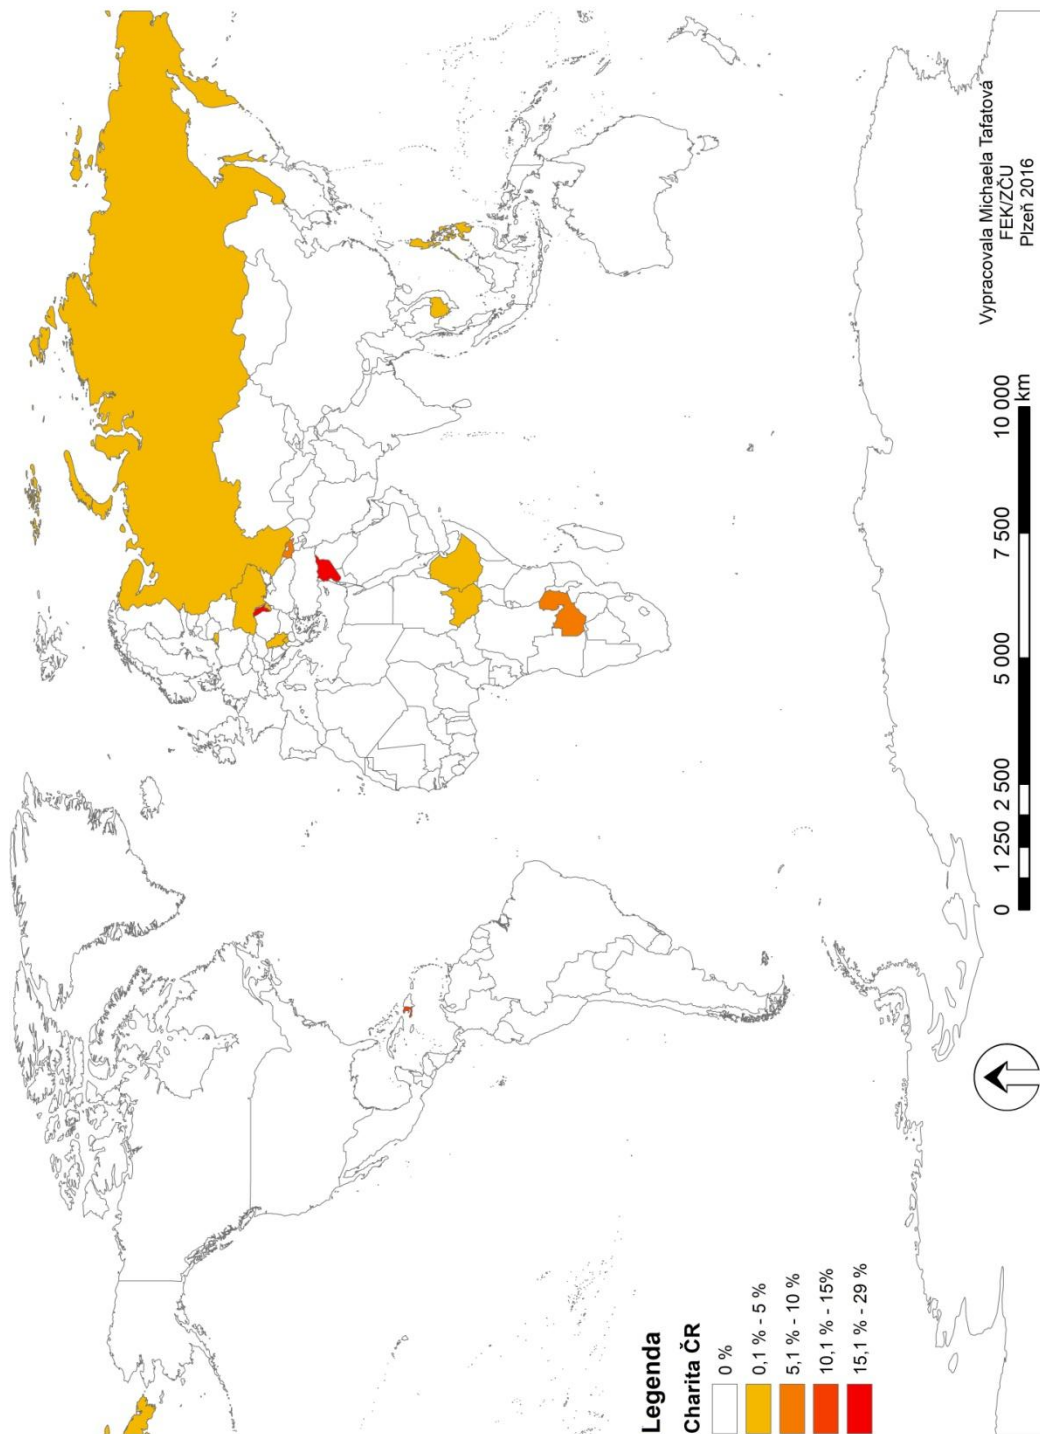 Legenda
Charita ČR
0 %
0,1 % - 5 %
5,1 % - 10 %
10,1 % - 15%
15,1 % - 29 %
0 1 250 2 500 5 000 7 500 10 000
km
Vypracovala Michaela Tafatová
FEK/ZČU
Plzeň 2016